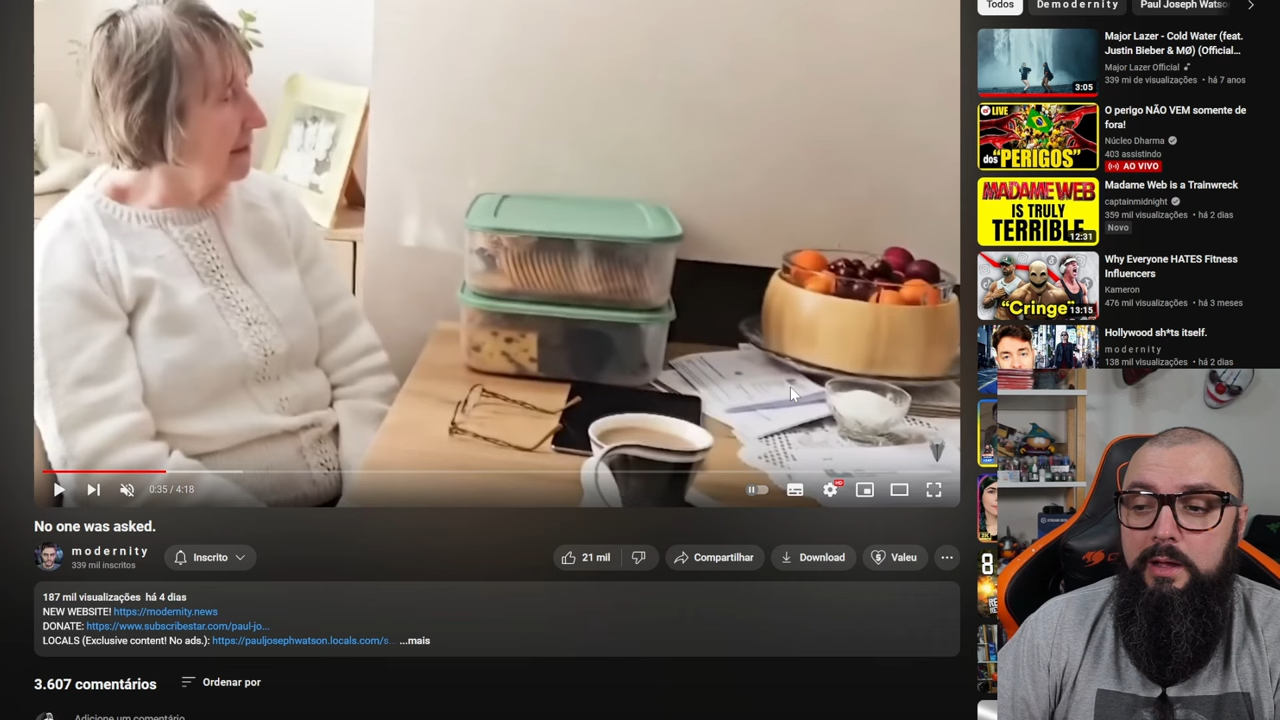 Todos
Demodernity
Paul Joseph Watso
Major Lazer - Cold Water (feat.
Justin Bieber & MØ) (Official...
Major Lazer Official
339 mi de visualizações • há 7 anos
3:05
LIVE
dos "PERIGOS"
O perigo NÃO VEM somente de
fora!
Núcleo Dharma
403 assistindo
AO VIVO
MADAME WEB
IS TRULY
TERRIBLE
12:31
Madame Web is a Trainwreck
captainmidnight
359 mil visualizações • há 2 dias
Novo
"Cringe"
13:15
Why Everyone HATES Fitness
Influencers
Kameron
476 mil visualizações • há 3 meses
Hollywood sh*ts itself.
modernity
138 mil visualizações • há 2 dias
0:35 / 4:18
HD
No one was asked.
modernity
339 mil inscritos
Inscrito
21 mil
Compartilhar
Download
Valeu
187 mil visualizações há 4 dias
NEW WEBSITE! https://modernity.news
DONATE: https://www.subscribestar.com/paul-jo...
LOCALS (Exclusive content! No ads.): https://pauljosephwatson.locals.com/s... ...mais
3.607 comentários
Ordenar por
Adicione um comentário
8